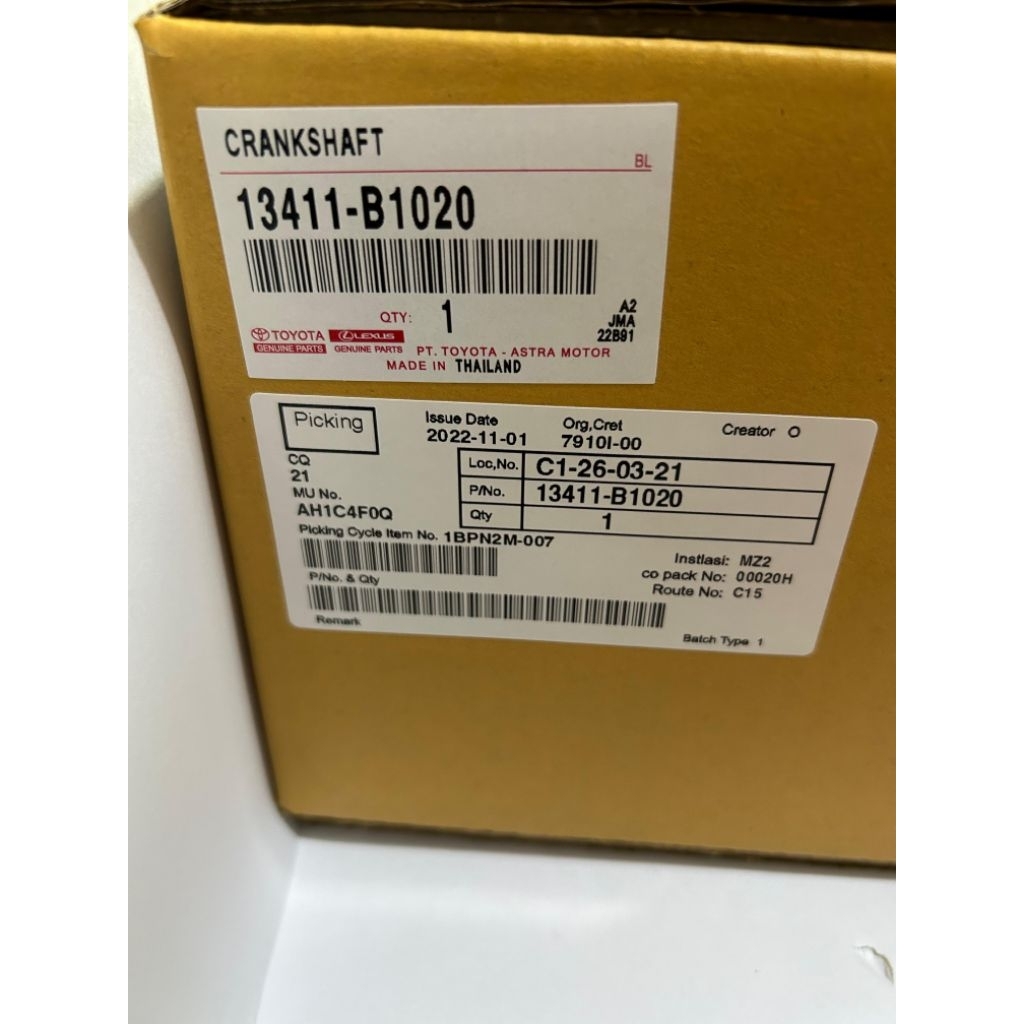 CRANKSHAFT
BL
13411-B1020
QTY: 1
A2
JMA
22B91
TOYOTA LEXUS
GENUINE PARTS GENUINE PARTS PT. TOYOTA - ASTRA MOTOR
MADE IN THAILAND
Picking
Issue Date Org,Cret Creator O
2022-11-01 7910I-00
CQ
21
Loc,No. C1-26-03-21
MU No.
P/No. 13411-B1020
AH1C4F0Q
Qty 1
Picking Cycle Item No. 1BPN2M-007
Instlasi: MZ2
co pack No: 00020H
P/No. & Qty
Route No: C15
Remark
Batch Type 1